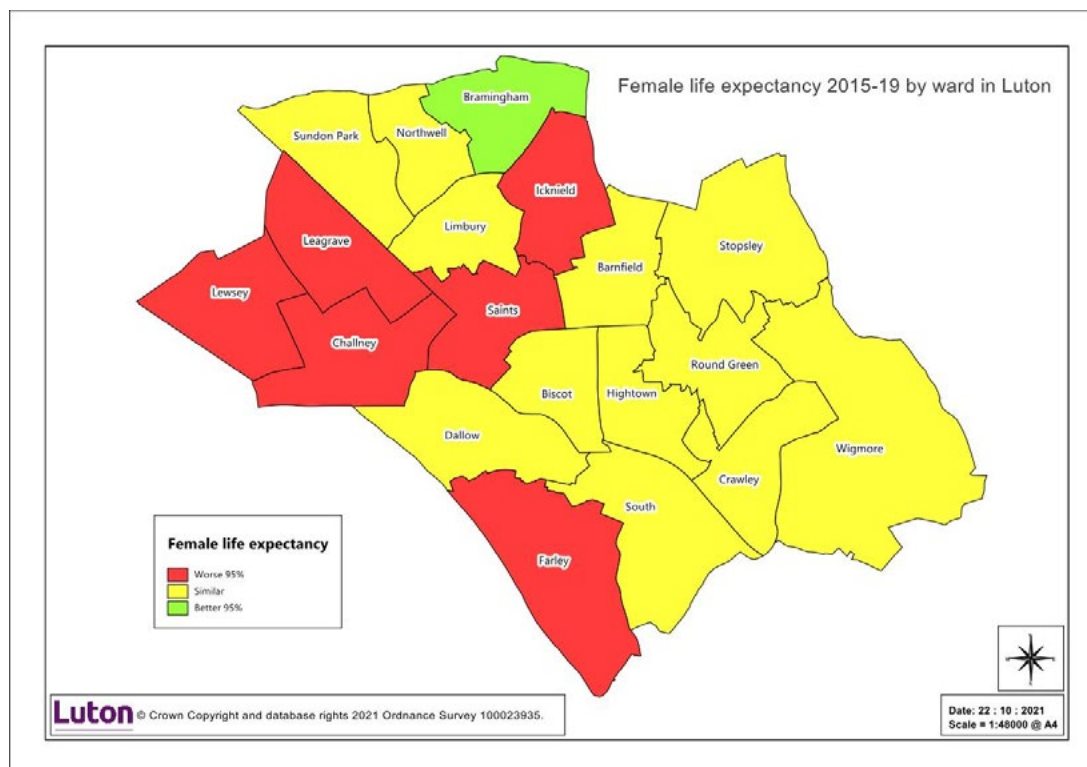 Female life expectancy 2015-19 by ward in Luton
Bramingham
Northwell
Sundon Park
Icknield
Limbury
Leagrave
Stopsley
Barnfield
Lewsey
Saints
Challney
Round Green
Biscot
Hightown
Dallow
Wigmore
Crawley
South
Farley
Female life expectancy
Worse 95%
Similar
Better 95%
Luton © Crown Copyright and database rights 2021 Ordnance Survey 100023935.
Date: 22 : 10 : 2021
Scale = 1:48000 @ A4